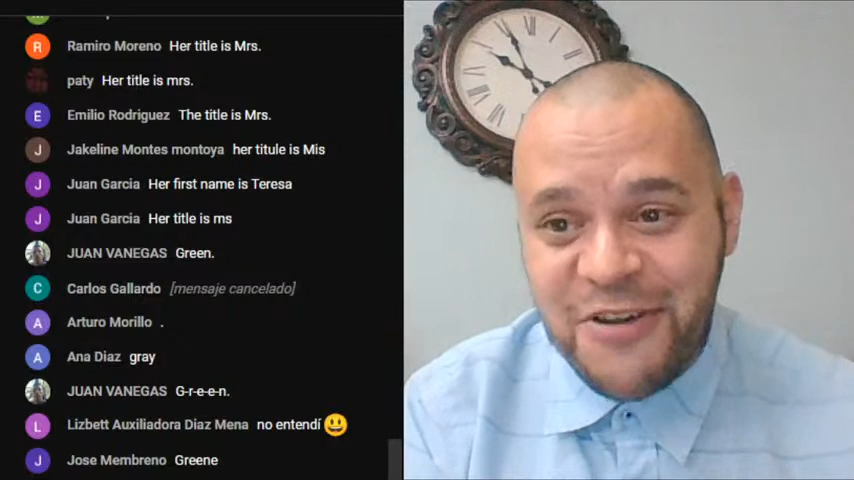 R Ramiro Moreno Her title is Mrs.
paty Her title is mrs.
E Emilio Rodriguez The title is Mrs.
J Jakeline Montes montoya her titule is Mis
J Juan Garcia Her first name is Teresa
J Juan Garcia Her title is ms
JUAN VANEGAS Green.
C Carlos Gallardo [mensaje cancelado]
A Arturo Morillo .
A Ana Diaz gray
JUAN VANEGAS G-r-e-e-n.
L Lizbett Auxiliadora Diaz Mena no entendí😃
J Jose Membreno Greene